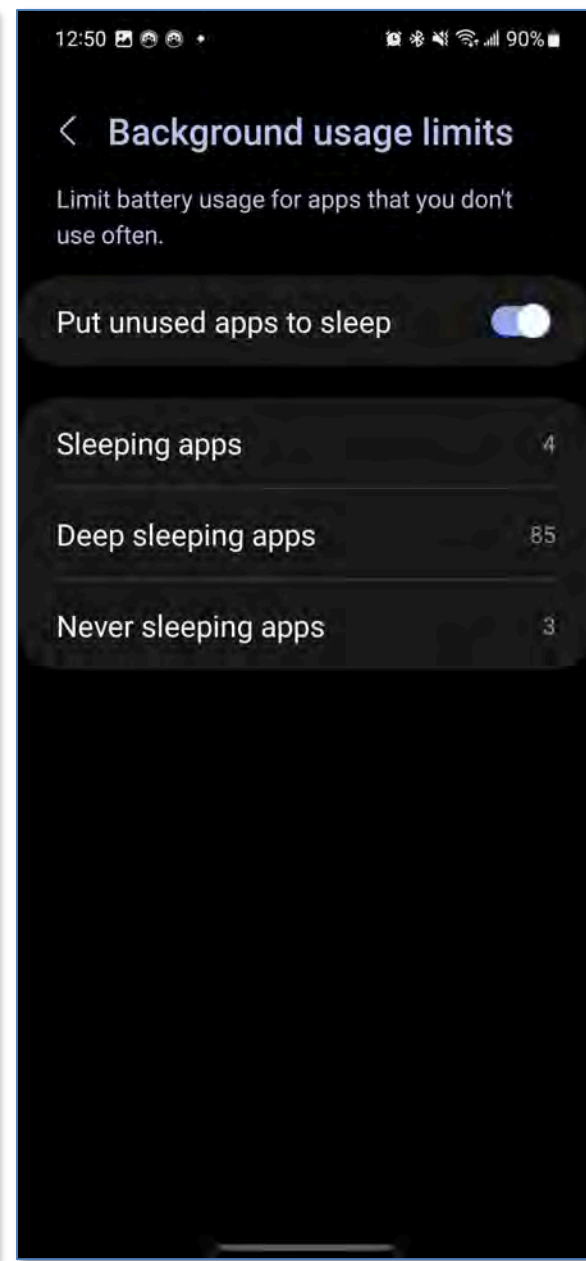 12:50 90%
Background usage limits
Limit battery usage for apps that you don't
use often.
Put unused apps to sleep
Sleeping apps 4
Deep sleeping apps 85
Never sleeping apps 3